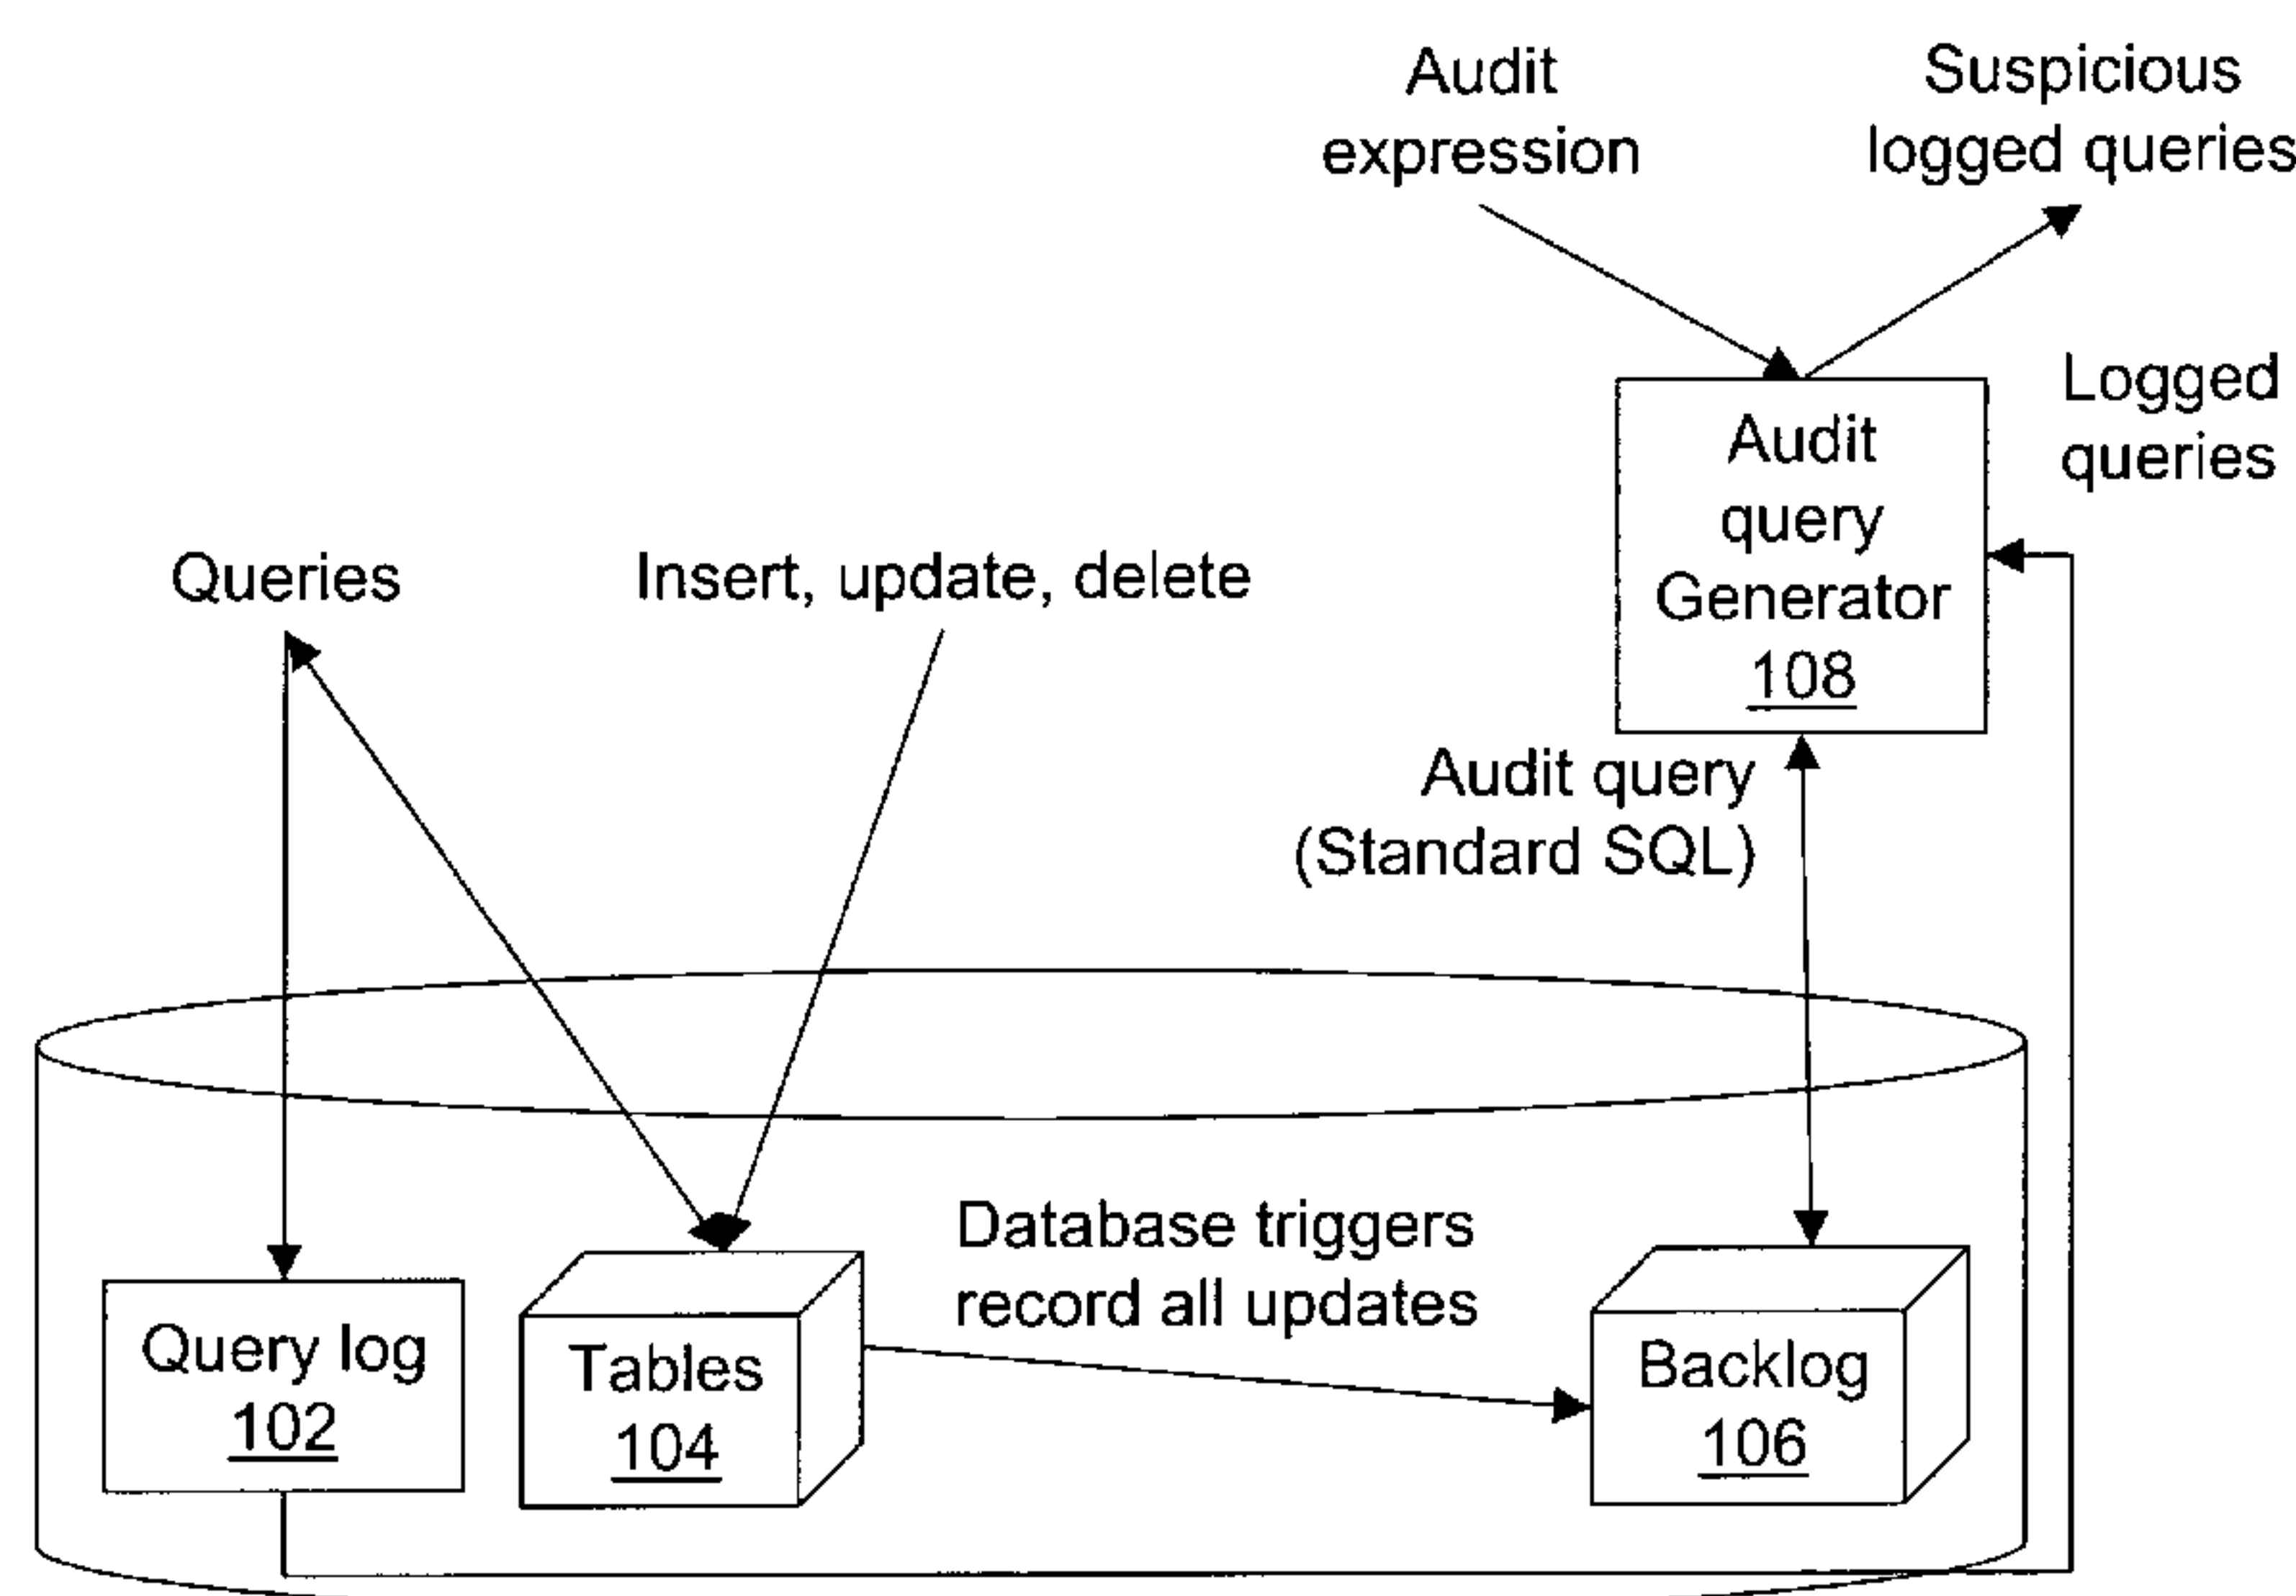 Audit
expression
Suspicious
logged queries
Logged
queries
Audit
query
Generator
108
Queries
Insert, update, delete
Audit query
(Standard SQL)
Database triggers
record all updates
Query log
102
Tables
104
Backlog
106